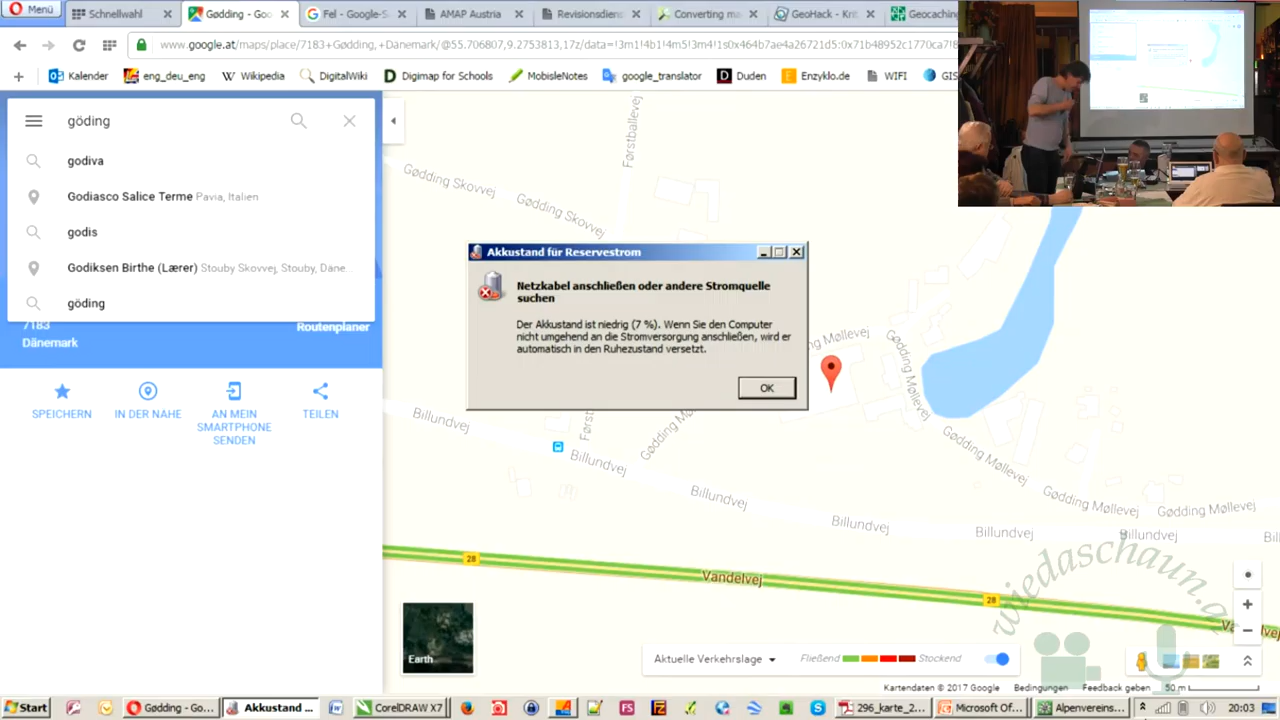 Menü
Schnellwahl
Gødding - Goo
Fel - Google-S
AMAP Austria
Revisionsdien
Converting ma
GeoHack - Kri
Geocaching
www.google.at/maps/place/7183 Gødding,+Dänemark/@55.706807,9.2753813,17z/data=!3m1!4b1!4m5!3m4!1s0x464b7ae4a26721d5:0x71b48952c1770ca7!8
Kalender
eng_deu_eng
Wikipedia
DigitalWiki
Digimap for Schools
MobisleNotes
google_translator
Duden
Enzyklo.de
WIFI
GIS
göding
godiva
Godiasco Salice Terme Pavia, Italien
godis
Godiksen Birthe (Lærer) Stouby Skovvej, Stouby, Däne...
göding
7183
Dänemark
Routenplaner
SPEICHERN
IN DER NÄHE
AN MEIN
SMARTPHONE
SENDEN
TEILEN
Akkustand für Reservestrom
Netzkabel anschließen oder andere Stromquelle
suchen
Der Akkustand ist niedrig (7 %). Wenn Sie den Computer
nicht umgehend an die Stromversorgung anschließen, wird er
automatisch in den Ruhezustand versetzt.
OK
Førstballevej
Gødding Skovvej
Gødding Skovvej
Gødding Møllevej
Gødding Møllevej
Gødding Møllevej
Gødding Møllevej
Billundvej
Billundvej
Billundvej
Billundvej
Billundvej
Billundvej
28
Vandelvej
28
Earth
Aktuelle Verkehrslage
Fließend
Stockend
Kartendaten © 2017 Google
Bedingungen
Feedback geben
50 m
Start
Gødding - Go...
Akkustand ...
CorelDRAW X7
296_karte_2...
Microsoft Of...
Alpenvereins...
20:03